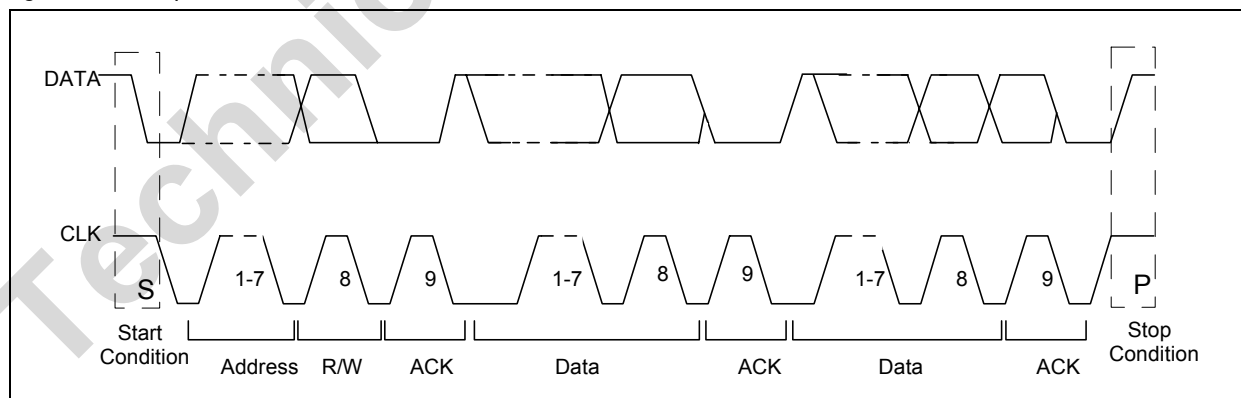 Technic
DATA
CLK
S
1-7
8
9
1-7
8
9
1-7
8
9
P
Start
Condition
Address
R/W
ACK
Data
ACK
Data
ACK
Stop
Condition